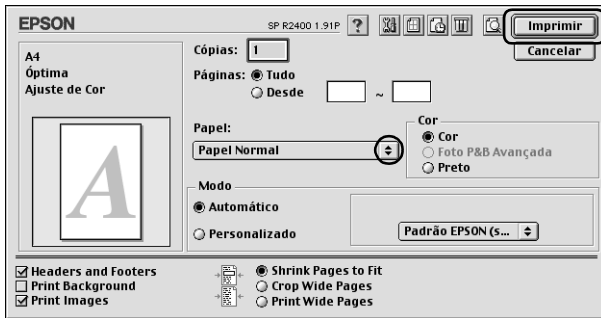 EPSON
SP R2400 1.91P
?
Imprimir
Cancelar
A4
Óptima
Ajuste de Cor
A
Cópias: 1
Páginas: Tudo
Desde ~
Papel:
Papel Normal
Cor
Cor
Foto P&B Avançada
Preto
Modo
Automático
Personalizado
Padrão EPSON (s...
Headers and Footers
Print Background
Print Images
Shrink Pages to Fit
Crop Wide Pages
Print Wide Pages